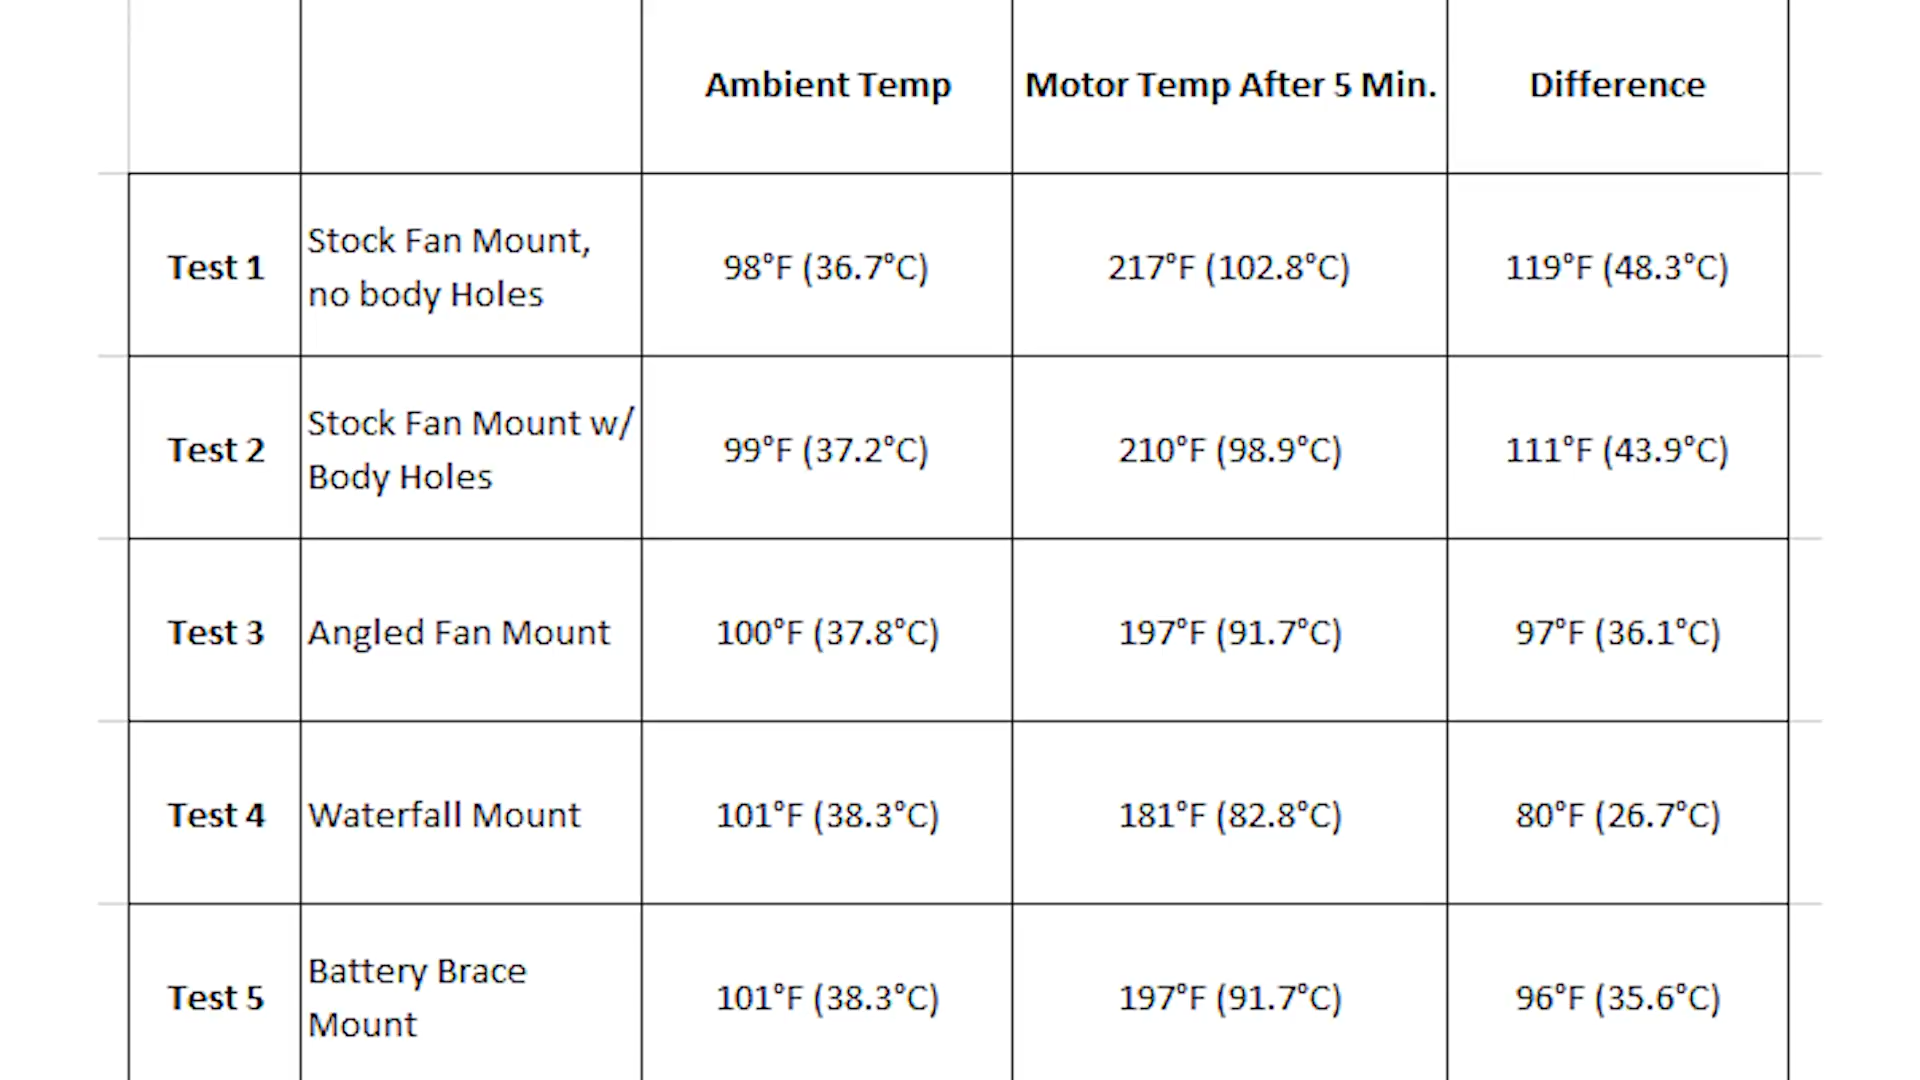 Ambient Temp Motor Temp After 5 Min. Difference
Test 1 Stock Fan Mount, no body Holes 98°F (36.7°C) 217°F (102.8°C) 119°F (48.3°C)
Test 2 Stock Fan Mount w/ Body Holes 99°F (37.2°C) 210°F (98.9°C) 111°F (43.9°C)
Test 3 Angled Fan Mount 100°F (37.8°C) 197°F (91.7°C) 97°F (36.1°C)
Test 4 Waterfall Mount 101°F (38.3°C) 181°F (82.8°C) 80°F (26.7°C)
Test 5 Battery Brace Mount 101°F (38.3°C) 197°F (91.7°C) 96°F (35.6°C)